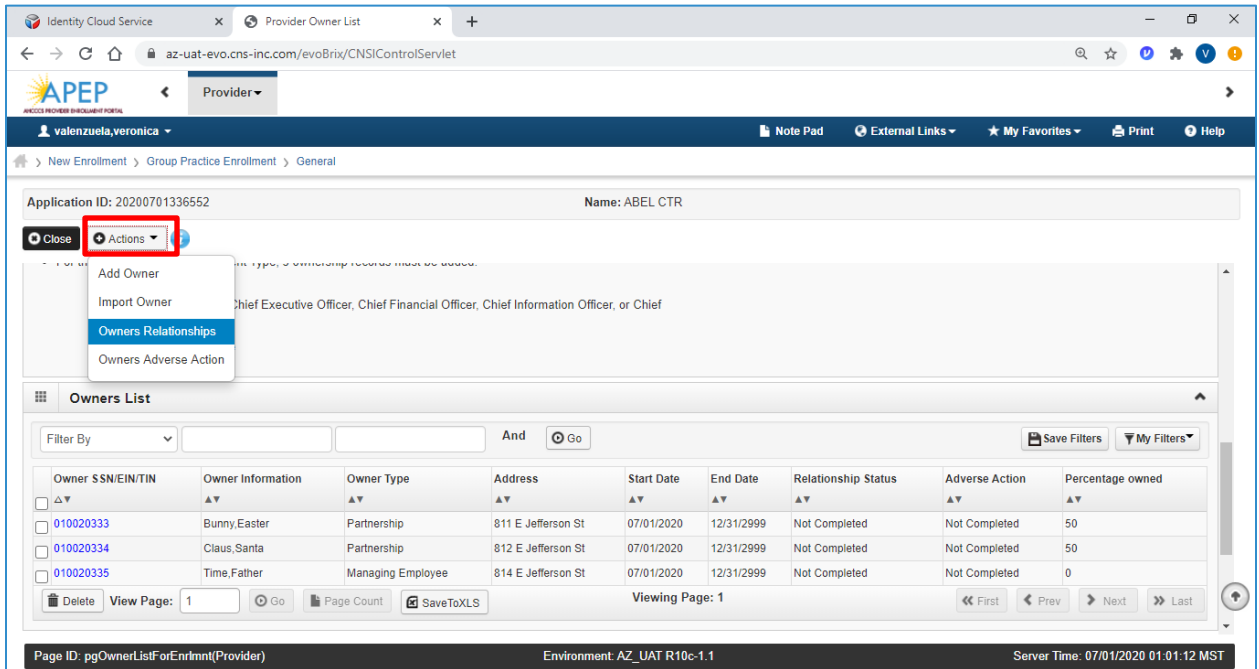 Identity Cloud Service
Provider Owner List
az-uat-evo.cns-inc.com/evoBrix/CNSIControlServlet
V
APEP
AHCCCS PROVIDER ENROLLMENT PORTAL
Provider
valenzuela,veronica
Note Pad
External Links
My Favorites
Print
Help
New Enrollment > Group Practice Enrollment > General
Application ID: 20200701336552
Name: ABEL CTR
Close
Actions
Type, 3 ownership records must be added.
Add Owner
Import Owner
Chief Executive Officer, Chief Financial Officer, Chief Information Officer, or Chief
Owners Relationships
Owners Adverse Action
Owners List
Filter By
And
Go
Save Filters
My Filters
Owner SSN/EIN/TIN Owner Information Owner Type Address Start Date End Date Relationship Status Adverse Action Percentage owned
010020333 Bunny,Easter Partnership 811 E Jefferson St 07/01/2020 12/31/2999 Not Completed Not Completed 50
010020334 Claus,Santa Partnership 812 E Jefferson St 07/01/2020 12/31/2999 Not Completed Not Completed 50
010020335 Time,Father Managing Employee 814 E Jefferson St 07/01/2020 12/31/2999 Not Completed Not Completed 0
Delete View Page: 1 Go Page Count SaveToXLS Viewing Page: 1 First Prev Next Last
Page ID: pgOwnerListForEnrlmnt(Provider) Environment: AZ_UAT R10c-1.1 Server Time: 07/01/2020 01:01:12 MST